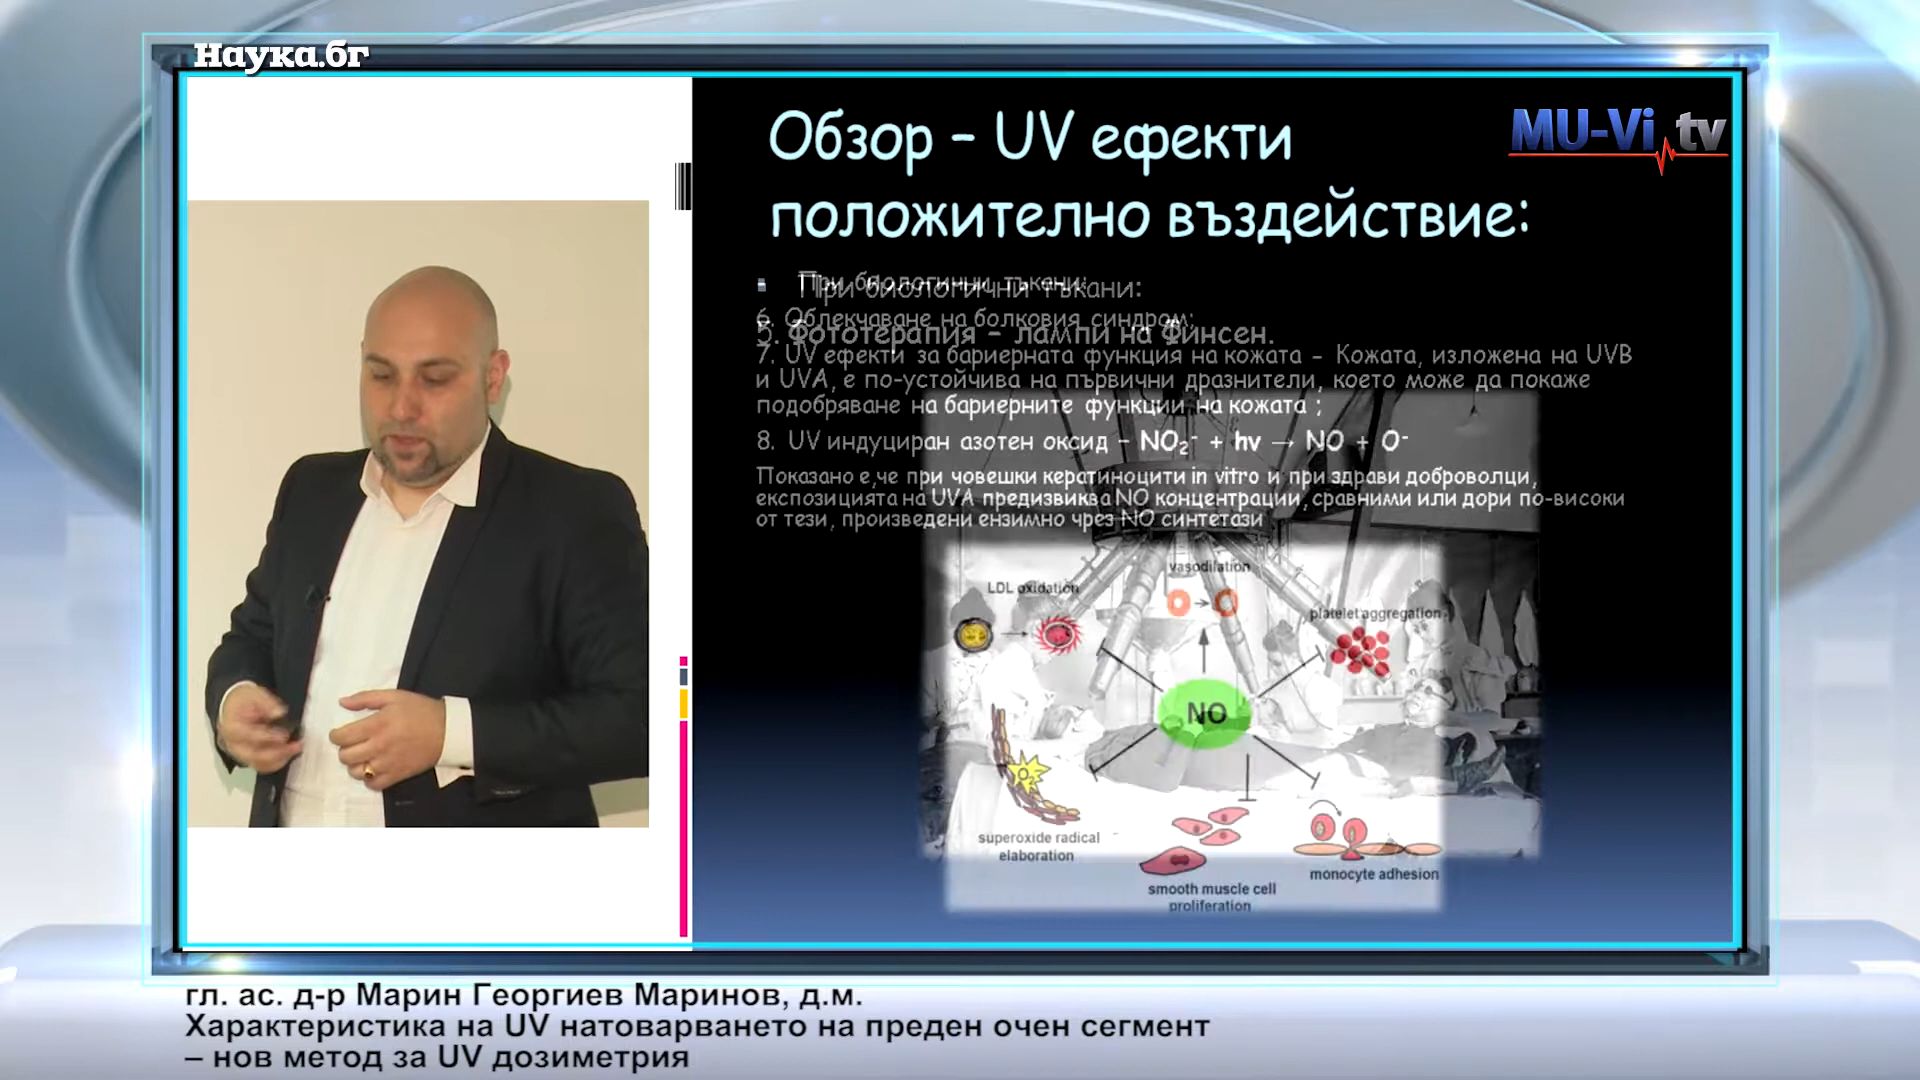 Наука.бг
MU-Vi tv
Обзор – UV ефекти
положително въздействие:
При биологични тъкани:
При биологични тъкани:
6. Облекчаване на болковия синдром;
5. Фототерапия – лампи на Финсен.
7. UV ефекти за бариерната функция на кожата – Кожата, изложена на UVB
и UVA, е по-устойчива на първични дразнители, което може да покаже
подобряване на бариерните функции на кожата ;
8. UV индуциран азотен оксид – NO₂⁻ + hv → NO + O⁻
Показано е,че при човешки кератиноцити in vitro и при здрави доброволци,
експозицията на UVA предизвиква NO концентрации, сравними или дори по-високи
от тези, произведени ензимно чрез NO синтетази
vasodilation
LDL oxidation
platelet aggregation
NO
O₂⁻
superoxide radical
elaboration
monocyte adhesion
smooth muscle cell
proliferation
гл. ас. д-р Марин Георгиев Маринов, д.м.
Характеристика на UV натоварването на преден очен сегмент
– нов метод за UV дозиметрия